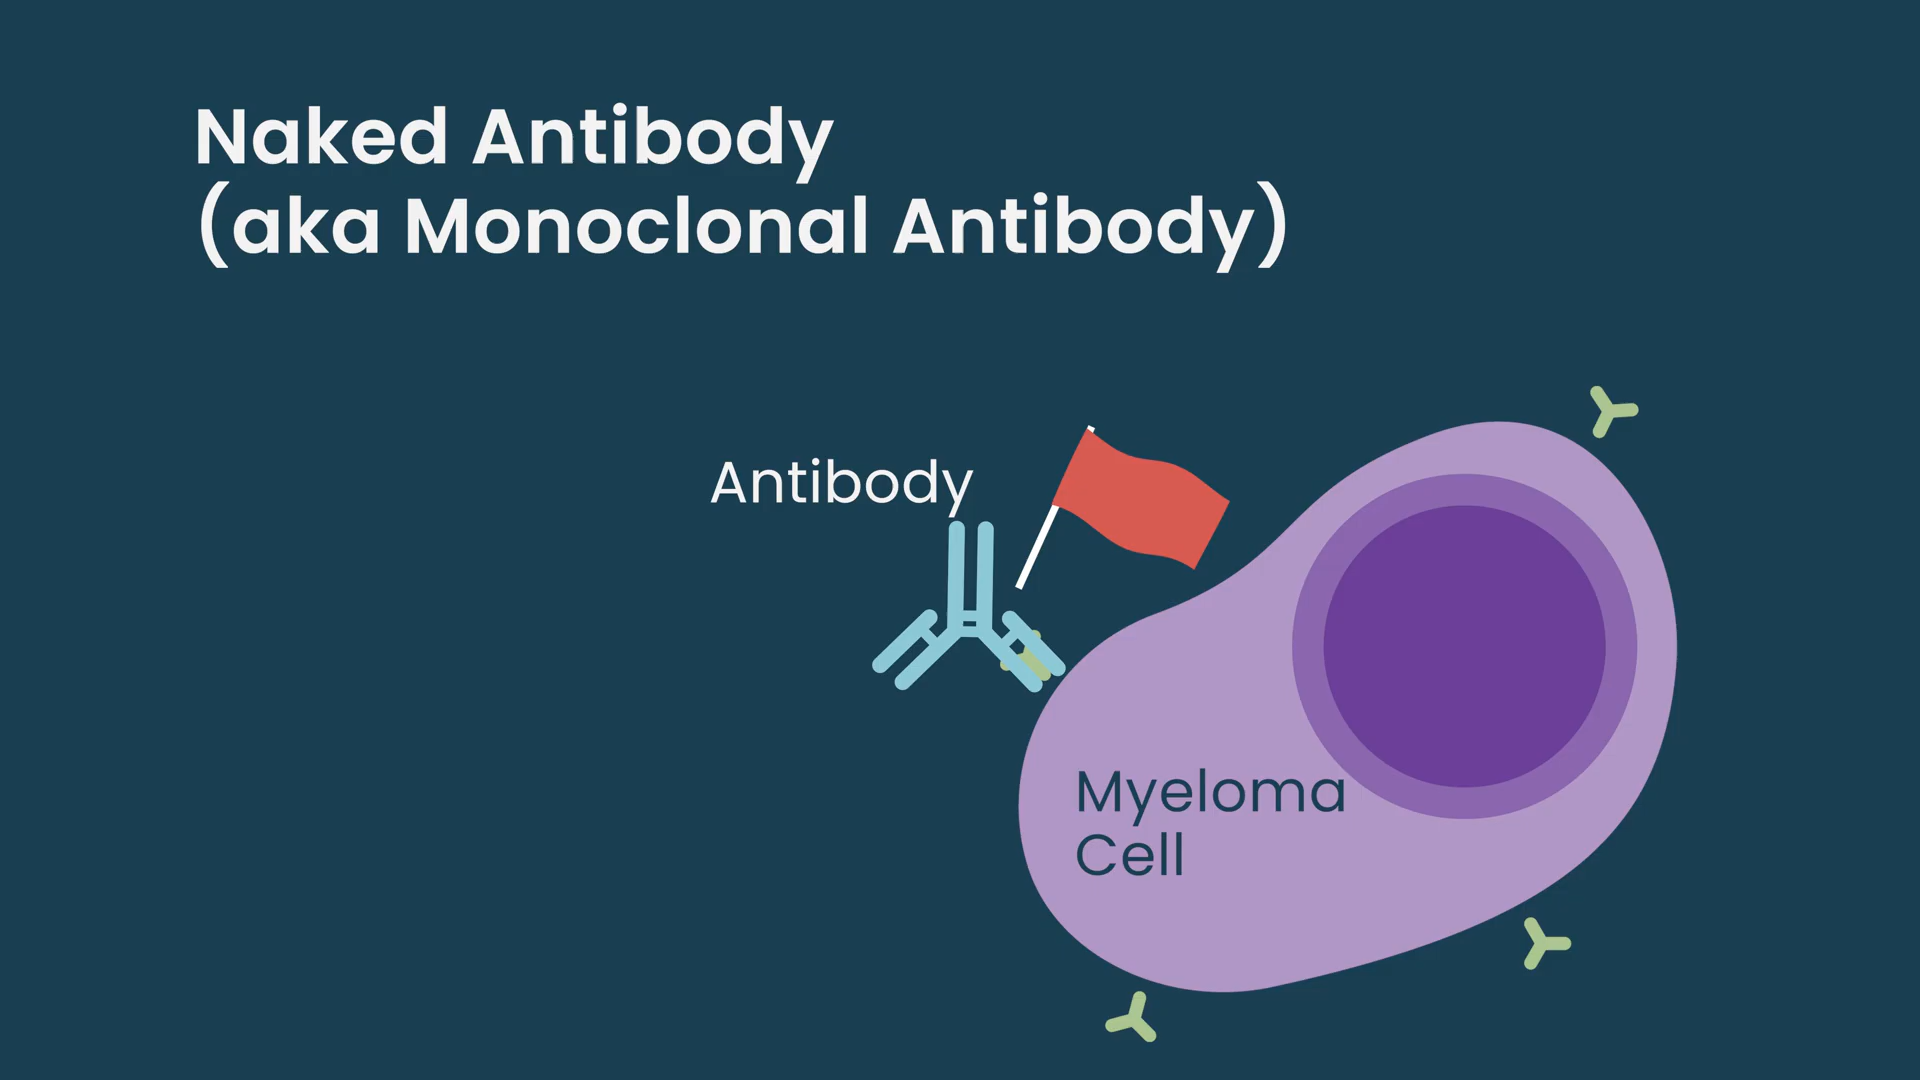 Naked Antibody
(aka Monoclonal Antibody)
Antibody
Myeloma
Cell